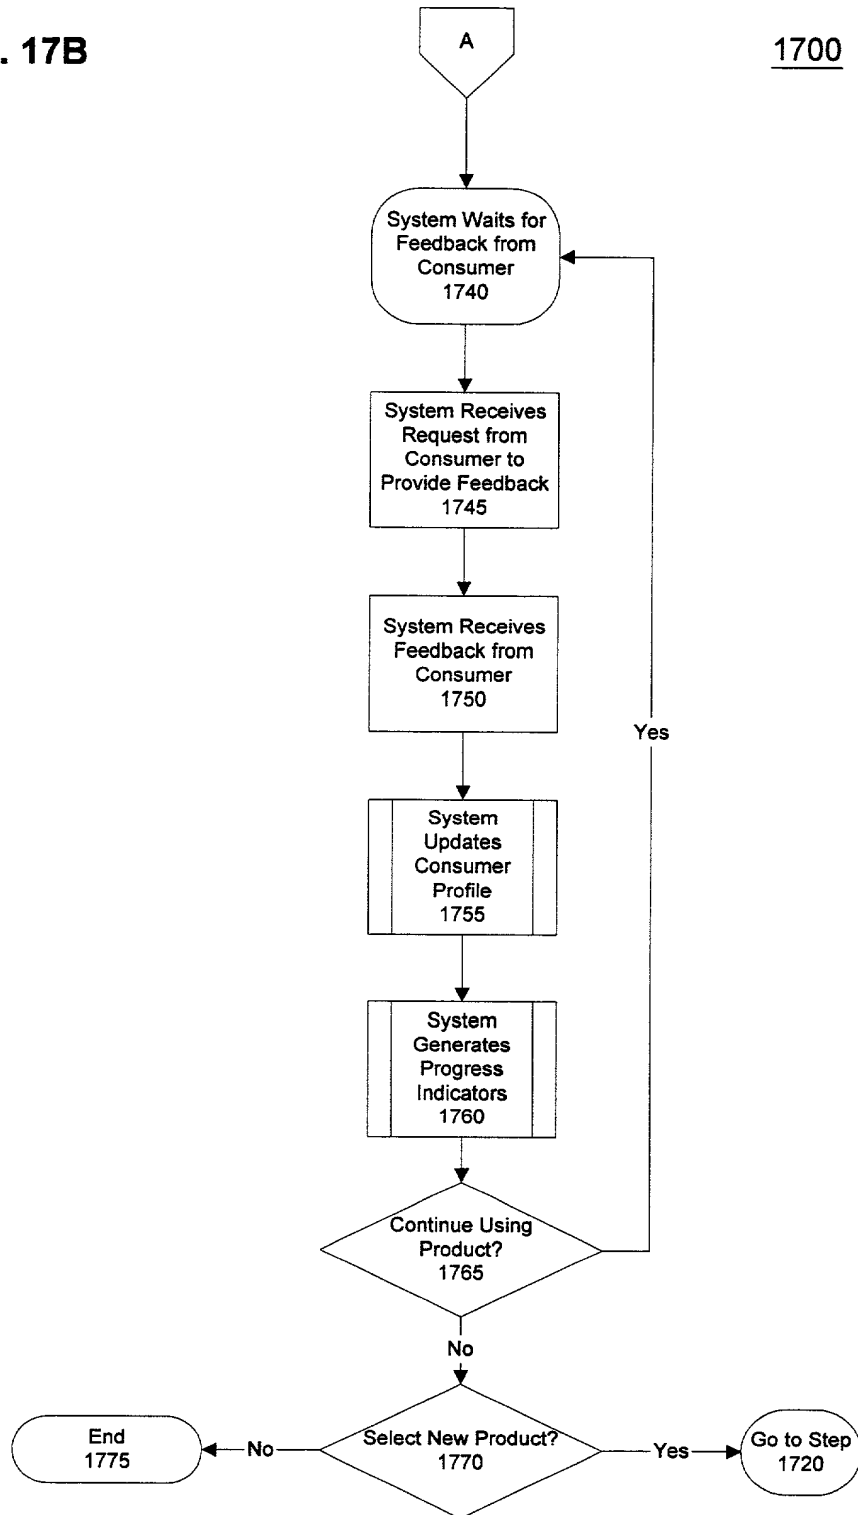 . 17B
1700
A
System Waits for
Feedback from
Consumer
1740
System Receives
Request from
Consumer to
Provide Feedback
1745
System Receives
Feedback from
Consumer
1750
Yes
System
Updates
Consumer
Profile
1755
System
Generates
Progress
Indicators
1760
Continue Using
Product?
1765
No
End
1775
No
Select New Product?
1770
Yes
Go to Step
1720